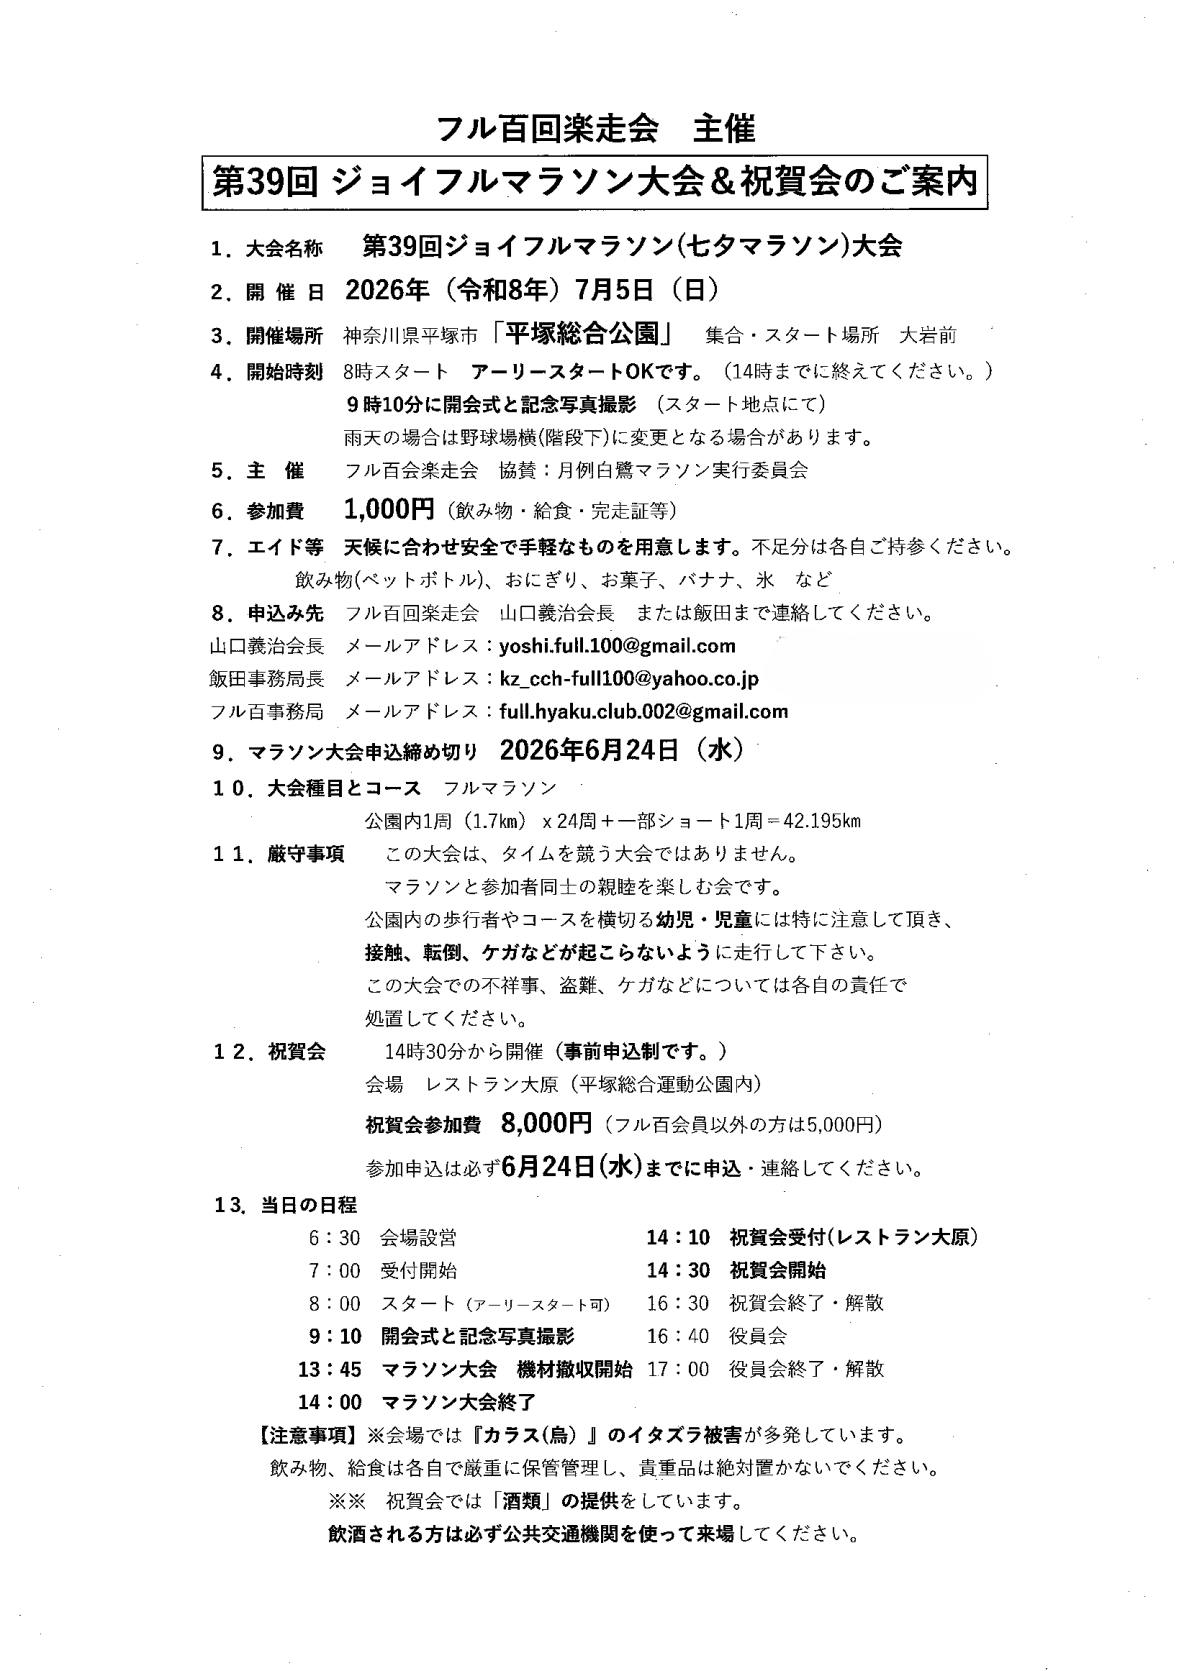 フル百回楽走会　主催
第39回 ジョイフルマラソン大会＆祝賀会のご案内
1．大会名称　第39回ジョイフルマラソン(七夕マラソン)大会
2．開 催 日　2026年（令和8年）7月5日（日）
3．開催場所　神奈川県平塚市「平塚総合公園」　集合・スタート場所　大岩前
4．開始時刻　8時スタート　アーリースタートOKです。（14時までに終えてください。）
9時10分に開会式と記念写真撮影　(スタート地点にて)
雨天の場合は野球場横(階段下)に変更となる場合があります。
5．主　催　フル百会楽走会　協賛：月例白鷺マラソン実行委員会
6．参加費　1,000円（飲み物・給食・完走証等）
7．エイド等　天候に合わせ安全で手軽なものを用意します。不足分は各自ご持参ください。
飲み物(ペットボトル)、おにぎり、お菓子、バナナ、氷　など
8．申込み先　フル百回楽走会　山口義治会長　または飯田まで連絡してください。
山口義治会長　メールアドレス：yoshi.full.100@gmail.com
飯田事務局長　メールアドレス：kz_cch-full100@yahoo.co.jp
フル百事務局　メールアドレス：full.hyaku.club.002@gmail.com
9．マラソン大会申込締め切り　2026年6月24日（水）
１０．大会種目とコース　フルマラソン
公園内1周（1.7㎞）x 24周＋一部ショート1周＝42.195㎞
１１．厳守事項　この大会は、タイムを競う大会ではありません。
マラソンと参加者同士の親睦を楽しむ会です。
公園内の歩行者やコースを横切る幼児・児童には特に注意して頂き、
接触、転倒、ケガなどが起こらないように走行して下さい。
この大会での不祥事、盗難、ケガなどについては各自の責任で
処置してください。
１２．祝賀会　14時30分から開催（事前申込制です。）
会場　レストラン大原（平塚総合運動公園内）
祝賀会参加費　8,000円（フル百会員以外の方は5,000円）
参加申込は必ず6月24日(水)までに申込・連絡してください。
13．当日の日程
6：30　会場設営　14：10　祝賀会受付(レストラン大原）
7：00　受付開始　14：30　祝賀会開始
8：00　スタート（アーリースタート可）　16：30　祝賀会終了・解散
9：10　開会式と記念写真撮影　16：40　役員会
13：45　マラソン大会　機材撤収開始　17：00　役員会終了・解散
14：00　マラソン大会終了
【注意事項】※会場では『カラス(烏）』のイタズラ被害が多発しています。
飲み物、給食は各自で厳重に保管管理し、貴重品は絶対置かないでください。
※※　祝賀会では「酒類」の提供をしています。
飲酒される方は必ず公共交通機関を使って来場してください。